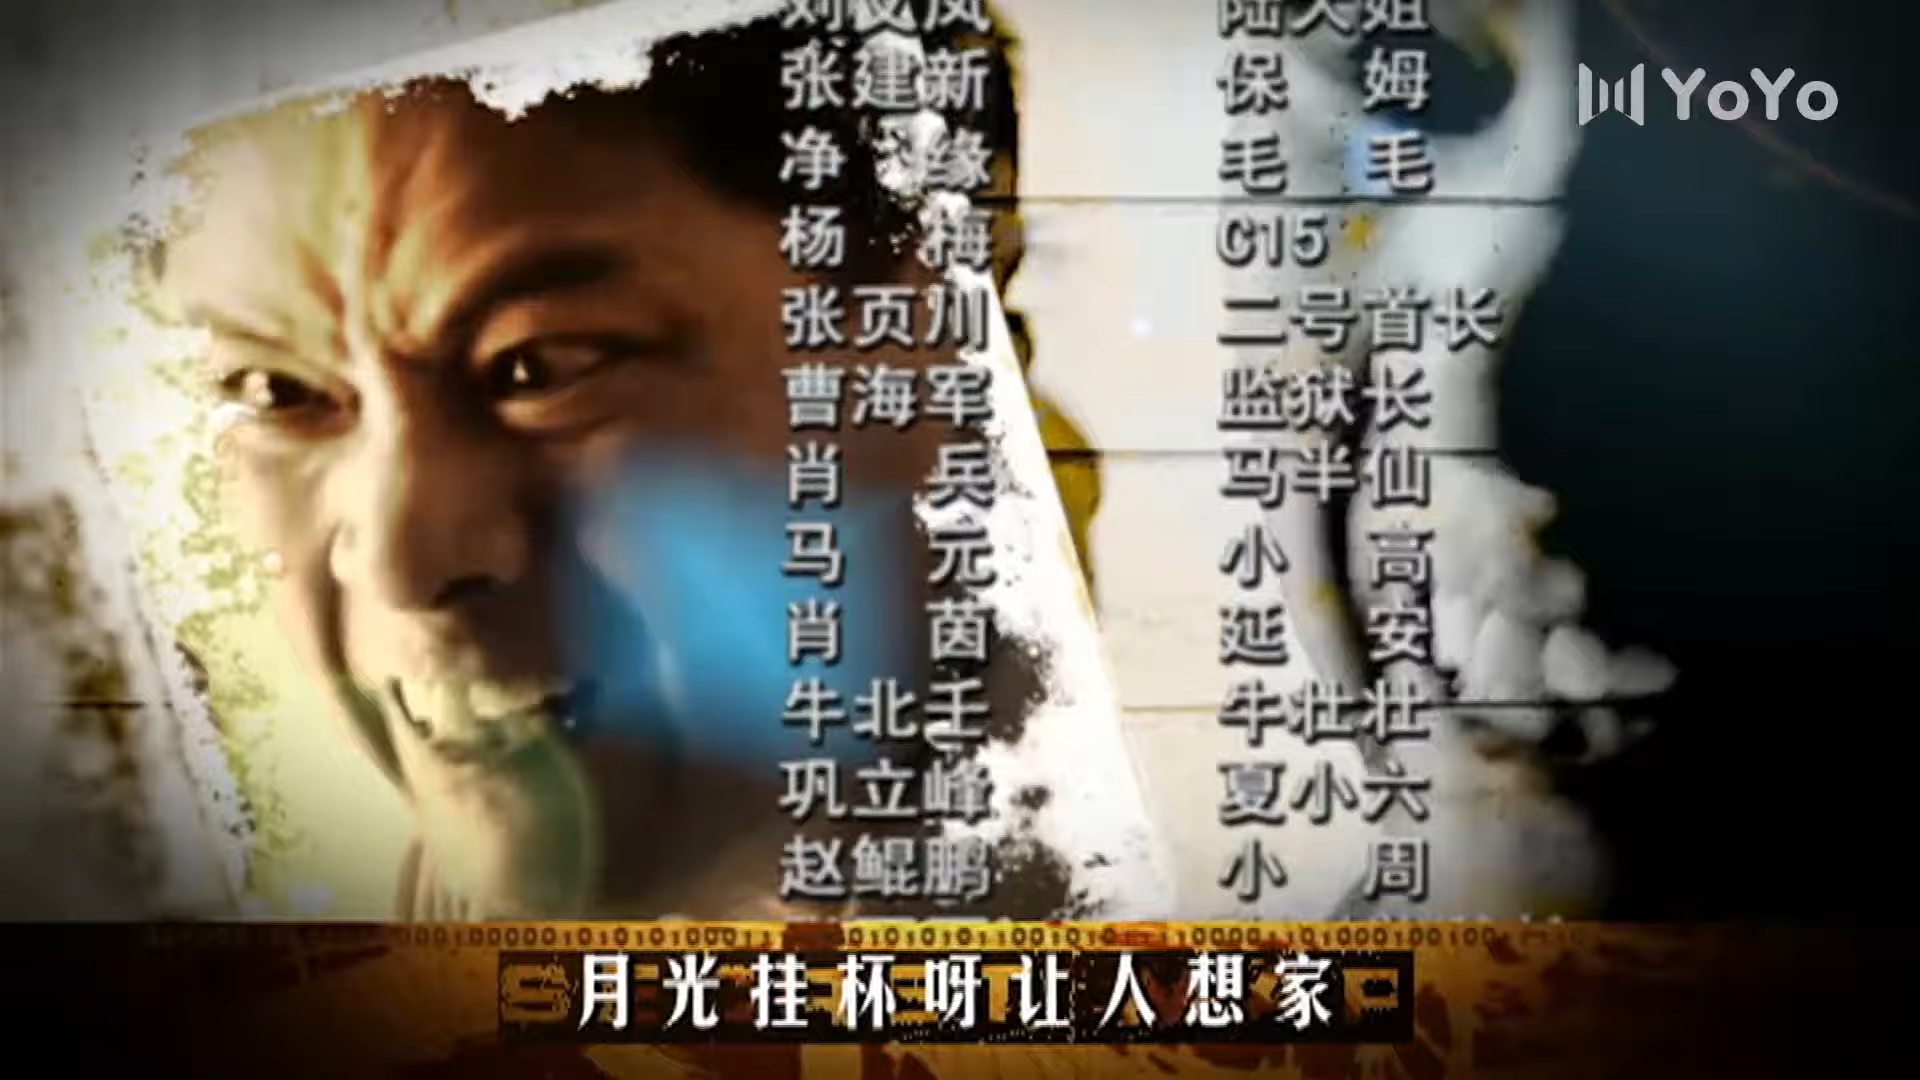 YoYo
张建新 保姆
净缘 毛毛
杨梅 C15
张页川 二号首长
曹海军 监狱长
肖兵 马半仙
马元 小高
肖茵 延安
牛北壬 牛壮壮
巩立峰 夏小六
赵鲲鹏 小周
月光挂杯呀让人想家